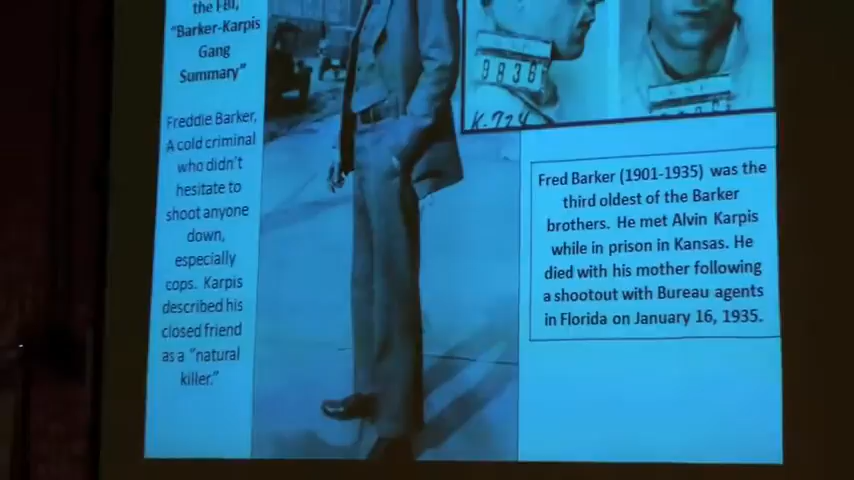 the FBI,
"Barker-Karpis
Gang
Summary"
Freddie Barker,
A cold criminal
who didn't
hesitate to
shoot anyone
down,
especially
cops. Karpis
described his
closed friend
as a "natural
killer."
9836
K-724
Fred Barker (1901-1935) was the
third oldest of the Barker
brothers. He met Alvin Karpis
while in prison in Kansas. He
died with his mother following
a shootout with Bureau agents
in Florida on January 16, 1935.